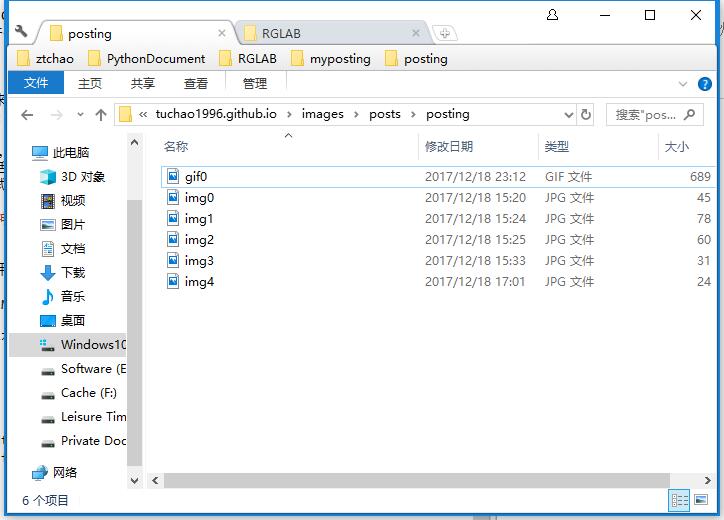 posting
RGLAB
ztchao PythonDocument RGLAB myposting posting
文件 主页 共享 查看 管理
« tuchao1996.github.io › images › posts › posting 搜索"pos...
名称 修改日期 类型 大小
gif0 2017/12/18 23:12 GIF 文件 689
img0 2017/12/18 15:20 JPG 文件 45
img1 2017/12/18 15:24 JPG 文件 78
img2 2017/12/18 15:25 JPG 文件 60
img3 2017/12/18 15:33 JPG 文件 31
img4 2017/12/18 17:01 JPG 文件 24
此电脑
3D 对象
视频
图片
文档
下载
音乐
桌面
Windows10
Software (E
Cache (F:)
Leisure Tim
Private Doc
网络
6 个项目